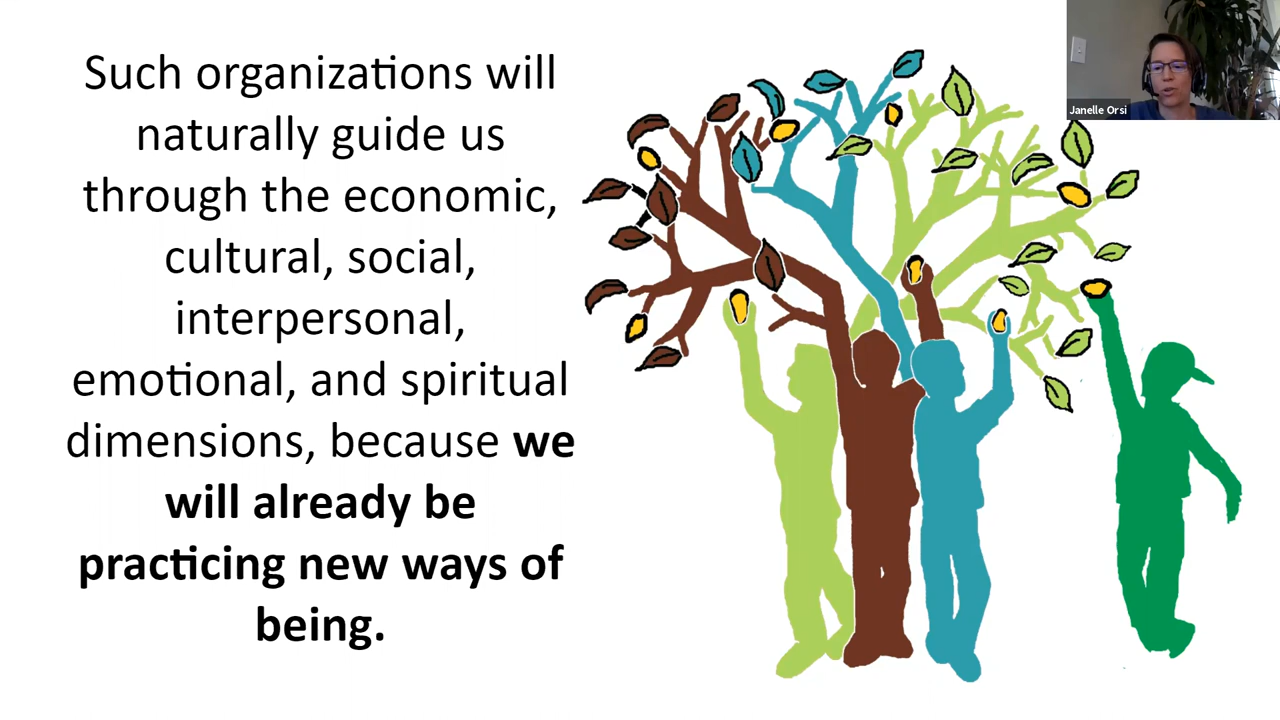 Such organizations will
naturally guide us
through the economic,
cultural, social,
interpersonal,
emotional, and spiritual
dimensions, because we
will already be
practicing new ways of
being.
Janelle Orsi